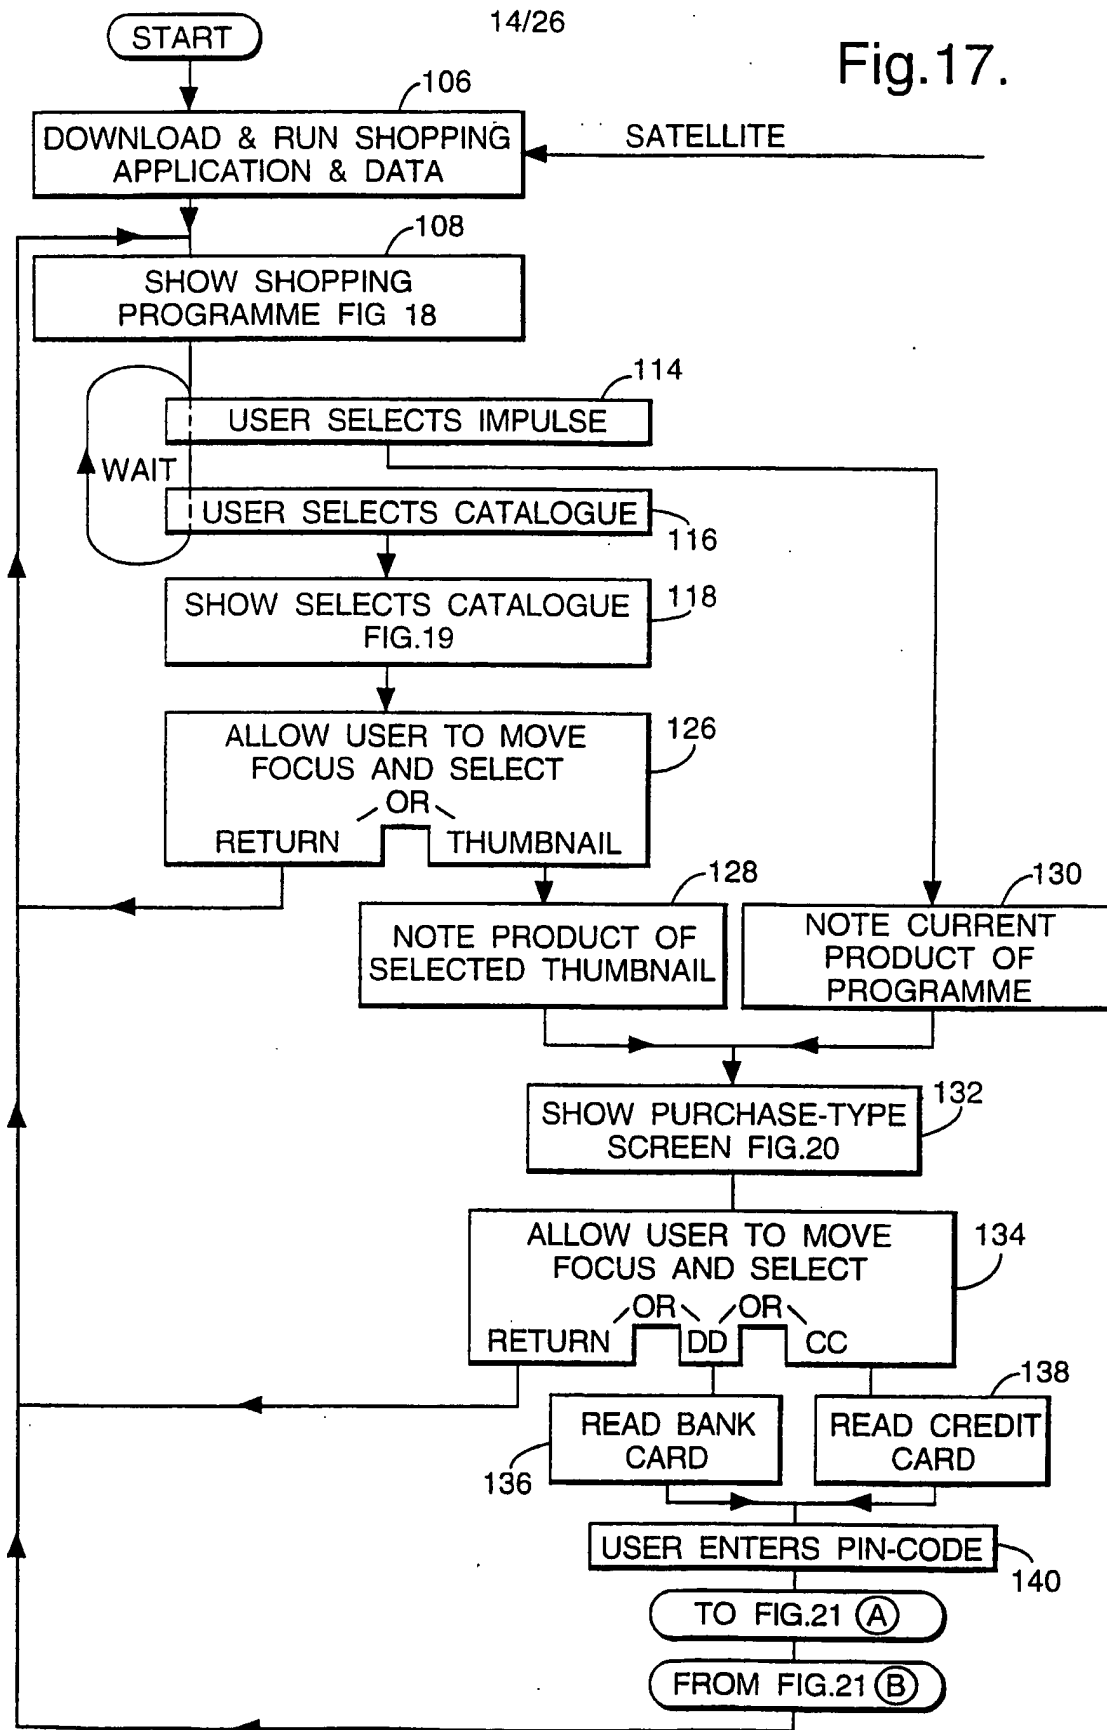 14/26
Fig.17.
START
106
DOWNLOAD & RUN SHOPPING
APPLICATION & DATA
SATELLITE
108
SHOW SHOPPING
PROGRAMME FIG 18
114
USER SELECTS IMPULSE
WAIT
USER SELECTS CATALOGUE
116
SHOW SELECTS CATALOGUE
FIG.19
118
ALLOW USER TO MOVE
FOCUS AND SELECT
OR
RETURN THUMBNAIL
126
128
NOTE PRODUCT OF
SELECTED THUMBNAIL
130
NOTE CURRENT
PRODUCT OF
PROGRAMME
SHOW PURCHASE-TYPE
SCREEN FIG.20
132
ALLOW USER TO MOVE
FOCUS AND SELECT
OR OR
RETURN DD CC
134
READ BANK
CARD
136
138
READ CREDIT
CARD
USER ENTERS PIN-CODE
140
TO FIG.21 A
FROM FIG.21 B